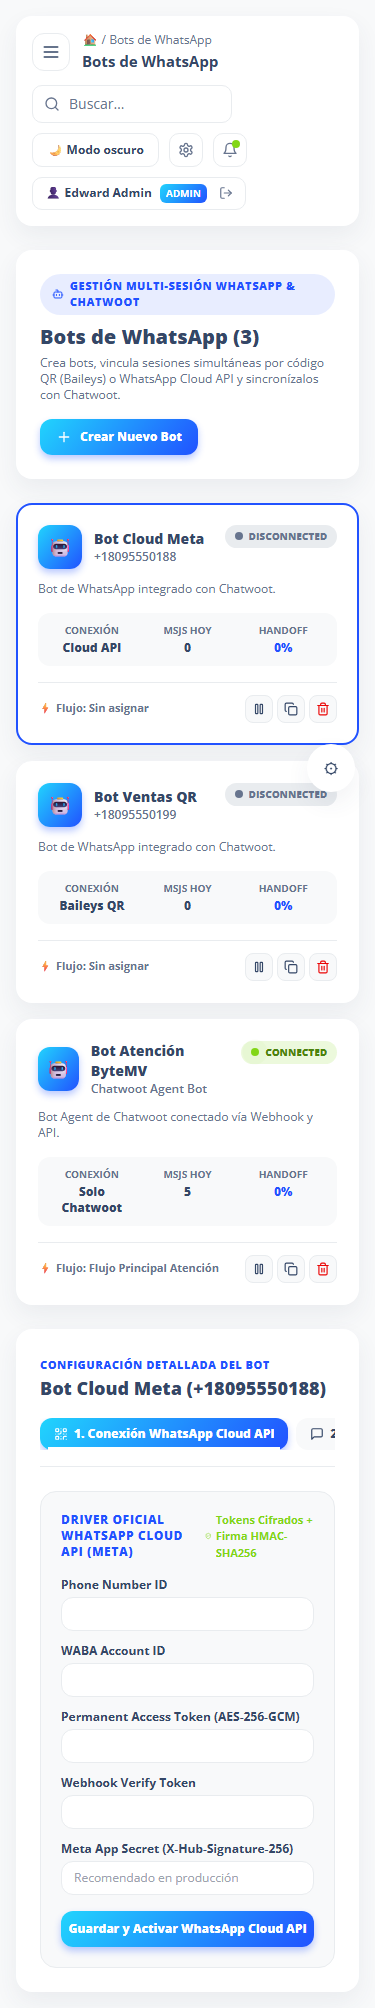 🏠 / Bots de WhatsApp
Bots de WhatsApp
Buscar...
🌙 Modo oscuro
👤 Edward Admin ADMIN
GESTIÓN MULTI-SESIÓN WHATSAPP &
CHATWOOT
Bots de WhatsApp (3)
Crea bots, vincula sesiones simultáneas por código
QR (Baileys) o WhatsApp Cloud API y sincronízalos
con Chatwoot.
Crear Nuevo Bot
Bot Cloud Meta
DISCONNECTED
+18095550188
Bot de WhatsApp integrado con Chatwoot.
CONEXIÓN MSJS HOY HANDOFF
Cloud API 0 0%
Flujo: Sin asignar
Bot Ventas QR
DISCONNECTED
+18095550199
Bot de WhatsApp integrado con Chatwoot.
CONEXIÓN MSJS HOY HANDOFF
Baileys QR 0 0%
Flujo: Sin asignar
Bot Atención
ByteMV
CONNECTED
Chatwoot Agent Bot
Bot Agent de Chatwoot conectado vía Webhook y
API.
CONEXIÓN MSJS HOY HANDOFF
Solo
Chatwoot
5 0%
Flujo: Flujo Principal Atención
CONFIGURACIÓN DETALLADA DEL BOT
Bot Cloud Meta (+18095550188)
1. Conexión WhatsApp Cloud API
2
DRIVER OFICIAL
WHATSAPP CLOUD
API (META)
Tokens Cifrados +
Firma HMAC-
SHA256
Phone Number ID
WABA Account ID
Permanent Access Token (AES-256-GCM)
Webhook Verify Token
Meta App Secret (X-Hub-Signature-256)
Recomendado en producción
Guardar y Activar WhatsApp Cloud API